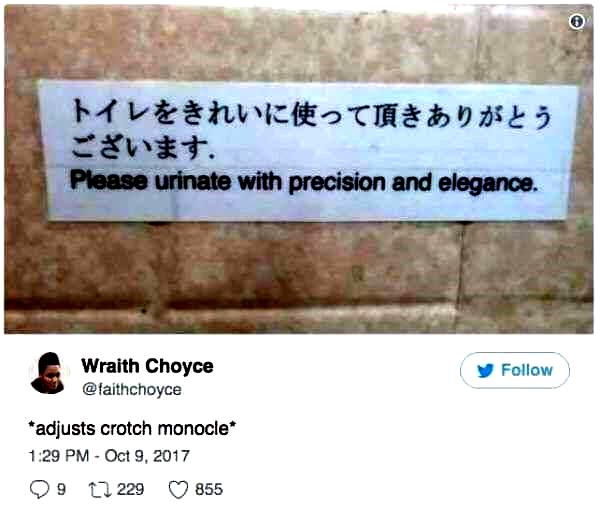 トイレをきれいに使って頂きありがとう
ございます.
Please urinate with precision and elegance.
Wraith Choyce
@faithchoyce
Follow
*adjusts crotch monocle*
1:29 PM - Oct 9, 2017
9 229 855